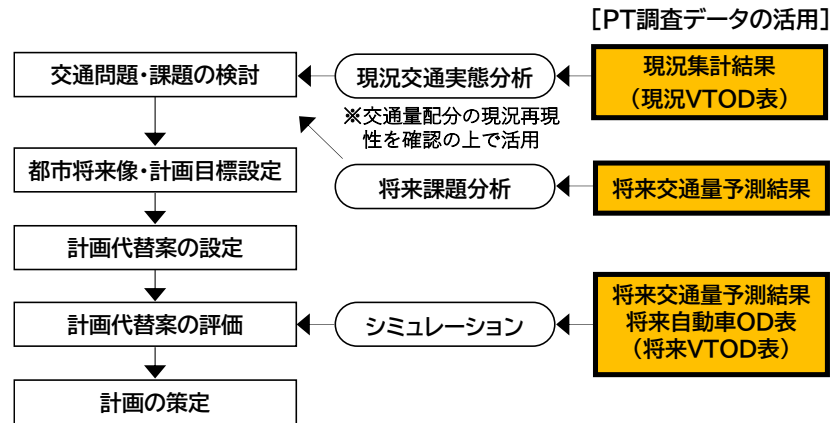 [PT調査データの活用]
交通問題・課題の検討
現況交通実態分析
現況集計結果
(現況VTOD表)
※交通量配分の現況再現
性を確認の上で活用
都市将来像・計画目標設定
将来課題分析
将来交通量予測結果
計画代替案の設定
計画代替案の評価
シミュレーション
将来交通量予測結果
将来自動車OD表
(将来VTOD表)
計画の策定